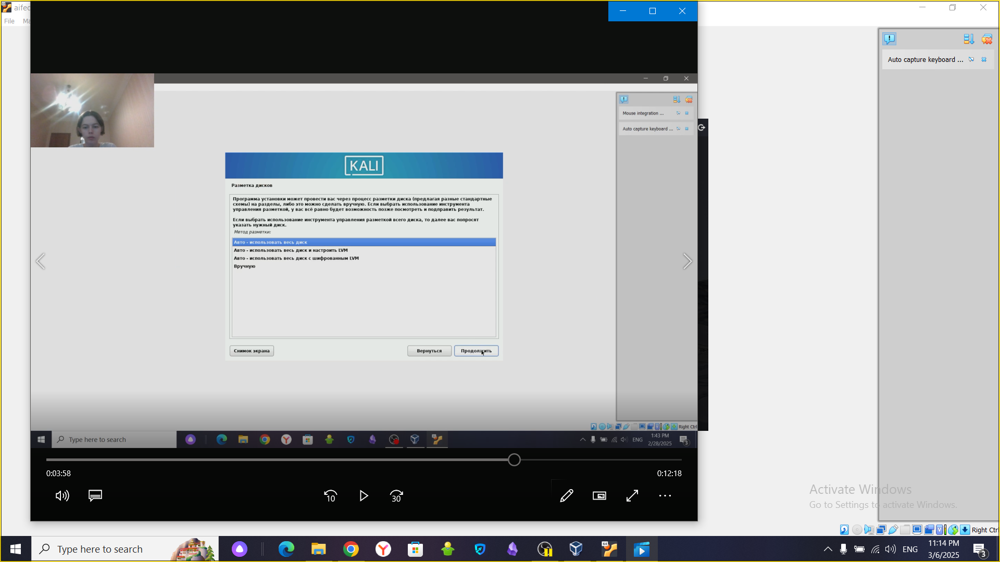 aifec
File Ma
Auto capture keyboard ...
Mouse integration ...
Auto capture keyboard ...
KALI
Разметка дисков
Программа установки может провести вас через процесс разметки диска (предлагая разные стандартные
схемы) на разделы, либо это можно сделать вручную. Если выбрать использование инструмента
управления разметкой, у вас всё равно будет возможность позже посмотреть и подправить результат.
Если выбрать использование инструмента управления разметкой всего диска, то далее вас попросят
указать нужный диск.
Метод разметки:
Авто - использовать весь диск
Авто - использовать весь диск и настроить LVM
Авто - использовать весь диск с шифрованным LVM
Вручную
Снимок экрана Вернуться Продолжить
Right Ctrl
Type here to search
ENG
1:43 PM
2/28/2025
3
0:03:58 0:12:18
10 30
Activate Windows
Go to Settings to activate Windows.
Right Ctr
Type here to search
64
ENG
11:14 PM
3/6/2025
3